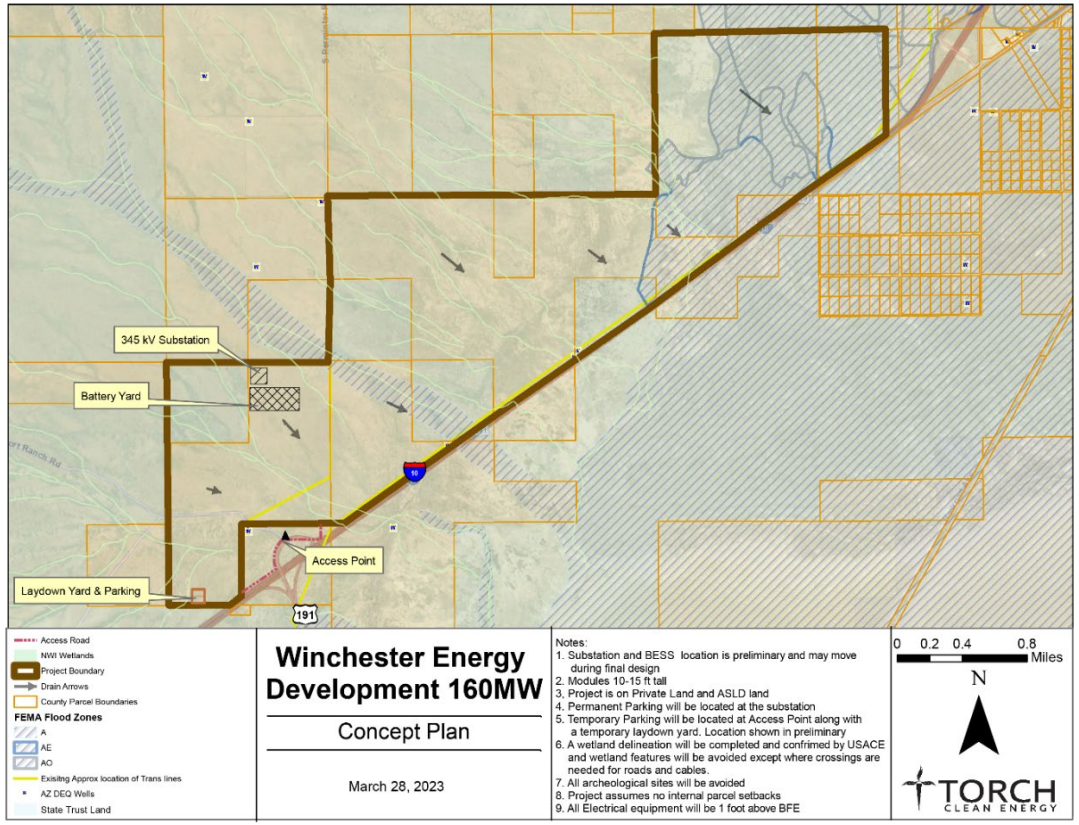 S Parmister R
345 kV Substation
Battery Yard
ort Ranch Rd
10
Access Point
Laydown Yard & Parking
191
Access Road
NWI Wetlands
Project Boundary
Drain Arrows
County Parcel Boundaries
FEMA Flood Zones
A
AE
AO
Exisitng Approx location of Trans lines
AZ DEQ Wells
State Trust Land
Winchester Energy
Development 160MW
Concept Plan
March 28, 2023
Notes:
1. Substation and BESS location is preliminary and may move
during final design
2. Modules 10-15 ft tall
3, Project is on Private Land and ASLD land
4. Permanent Parking will be located at the substation
5. Temporary Parking will be located at Access Point along with
a temporary laydown yard. Location shown in preliminary
6. A wetland delineation will be completed and confrimed by USACE
and wetland features will be avoided except where crossings are
needed for roads and cables.
7. All archeological sites will be avoided
8. Project assumes no internal parcel setbacks
9. All Electrical equipment will be 1 foot above BFE
0 0.2 0.4 0.8
Miles
N
TORCH
CLEAN ENERGY